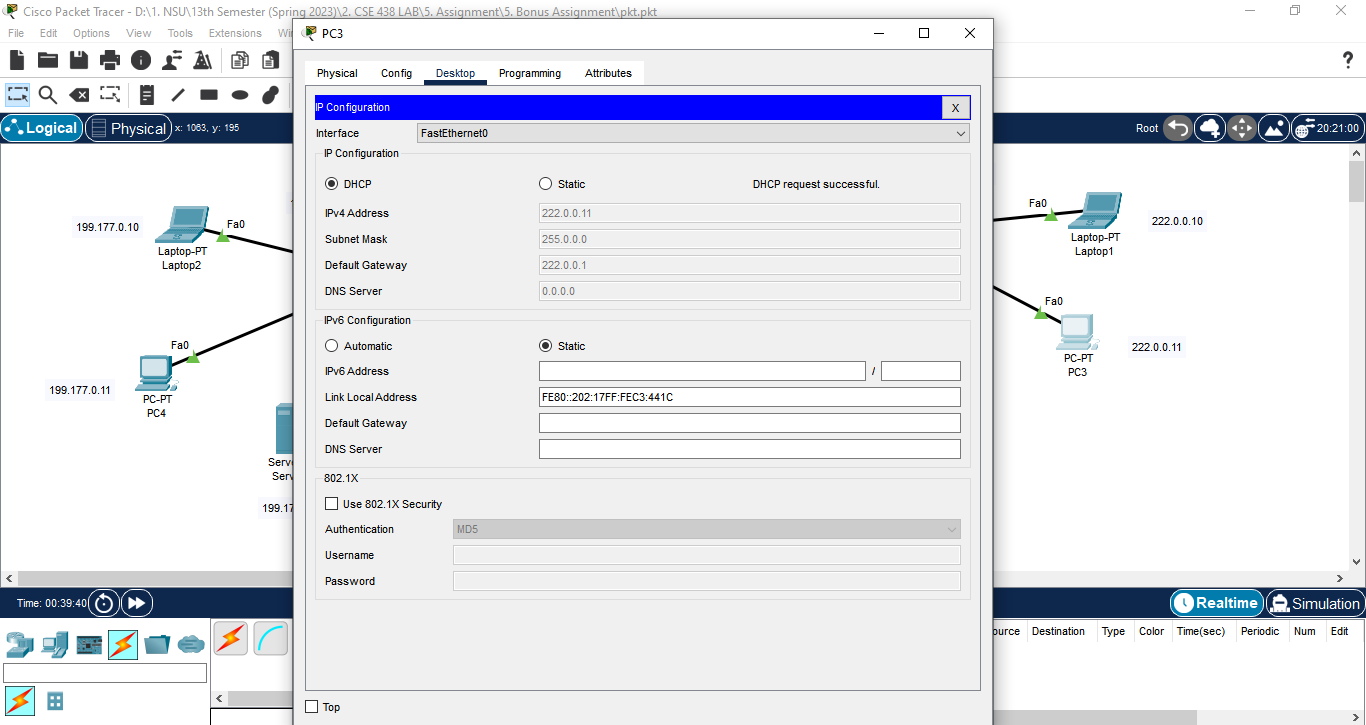 Cisco Packet Tracer - D:\1. NSU\13th Semester (Spring 2023)\2. CSE 438 LAB\5. Assignment\5. Bonus Assignment\pkt.pkt
File Edit Options View Tools Extensions
PC3
Physical Config Desktop Programming Attributes
IP Configuration X
Interface FastEthernet0
IP Configuration
DHCP Static DHCP request successful.
IPv4 Address 222.0.0.11
Subnet Mask 255.0.0.0
Default Gateway 222.0.0.1
DNS Server 0.0.0.0
IPv6 Configuration
Automatic Static
IPv6 Address /
Link Local Address FE80::202:17FF:FEC3:441C
Default Gateway
DNS Server
802.1X
Use 802.1X Security
Authentication MD5
Username
Password
Top
?
Logical Physical x: 1063, y: 195
Root 20:21:00
199.177.0.10
Fa0
Laptop-PT
Laptop2
Fa0
199.177.0.11
PC-PT
PC4
Serve
Serv
199.17
Fa0
222.0.0.10
Laptop-PT
Laptop1
Fa0
222.0.0.11
PC-PT
PC3
Time: 00:39:40
Realtime Simulation
ource Destination Type Color Time(sec) Periodic Num Edit